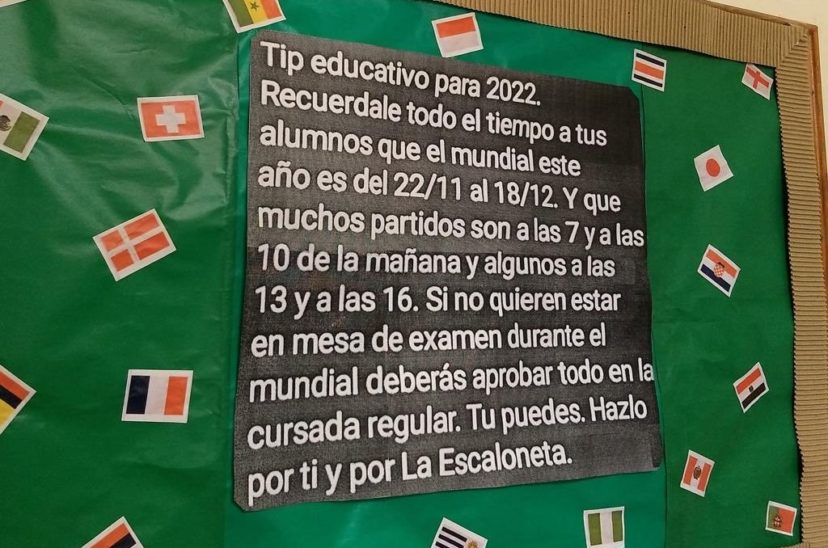 Tip educativo para 2022.
Recuerdale todo el tiempo a tus
alumnos que el mundial este
año es del 22/11 al 18/12. Y que
muchos partidos son a las 7 y a las
10 de la mañana y algunos a las
13 y a las 16. Si no quieren estar
en mesa de examen durante el
mundial deberás aprobar todo en la
cursada regular. Tu puedes. Hazlo
por ti y por La Escaloneta.